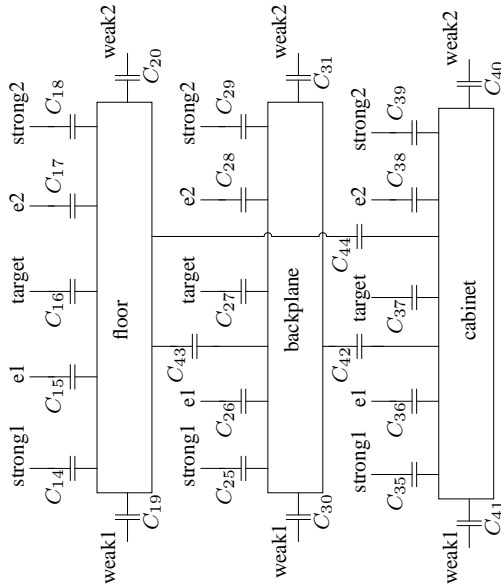 strong1 e1 target e2 strong2
C14 C15 C16 C17 C18
weak1 C19 floor C20 weak2
C43
strong1 e1 target e2 strong2
C25 C26 C27 C28 C29
weak1 C30 backplane C31 weak2
C42 C44
strong1 e1 target e2 strong2
C35 C36 C37 C38 C39
weak1 C41 cabinet C40 weak2